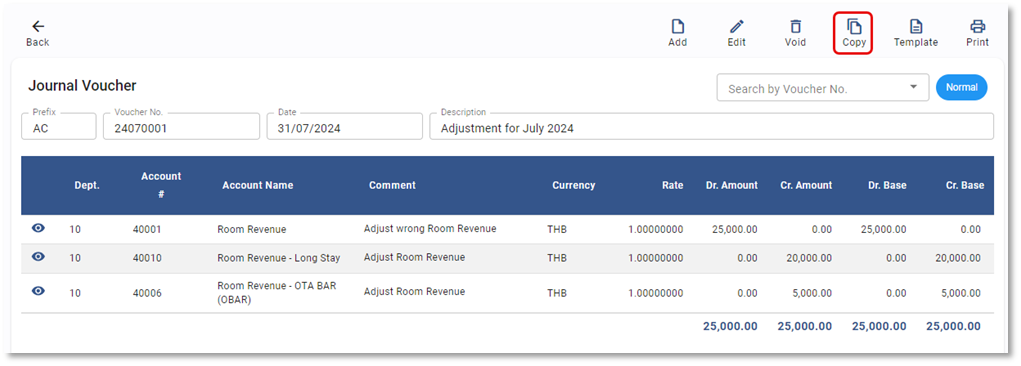 Back
Add Edit Void Copy Template Print
Journal Voucher
Search by Voucher No.
Normal
Prefix Voucher No. Date Description
AC 24070001 31/07/2024 Adjustment for July 2024
Dept. Account # Account Name Comment Currency Rate Dr. Amount Cr. Amount Dr. Base Cr. Base
10 40001 Room Revenue Adjust wrong Room Revenue THB 1.00000000 25,000.00 0.00 25,000.00 0.00
10 40010 Room Revenue - Long Stay Adjust Room Revenue THB 1.00000000 0.00 20,000.00 0.00 20,000.00
10 40006 Room Revenue - OTA BAR (OBAR) Adjust Room Revenue THB 1.00000000 0.00 5,000.00 0.00 5,000.00
25,000.00 25,000.00 25,000.00 25,000.00